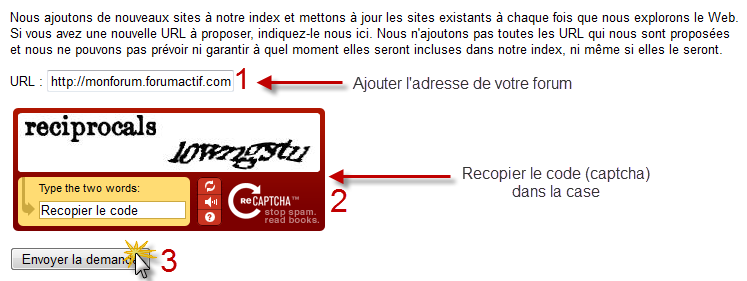 Nous ajoutons de nouveaux sites à notre index et mettons à jour les sites existants à chaque fois que nous explorons le Web.
Si vous avez une nouvelle URL à proposer, indiquez-le nous ici. Nous n'ajoutons pas toutes les URL qui nous sont proposées
et nous ne pouvons pas prévoir ni garantir à quel moment elles seront incluses dans notre index, ni même si elles le seront.
URL : http://monforum.forumactif.com 1 Ajouter l'adresse de votre forum
reciprocals
lowngstu
Type the two words:
Recopier le code
reCAPTCHA™
stop spam.
read books.
2
Recopier le code (captcha)
dans la case
Envoyer la demand
3